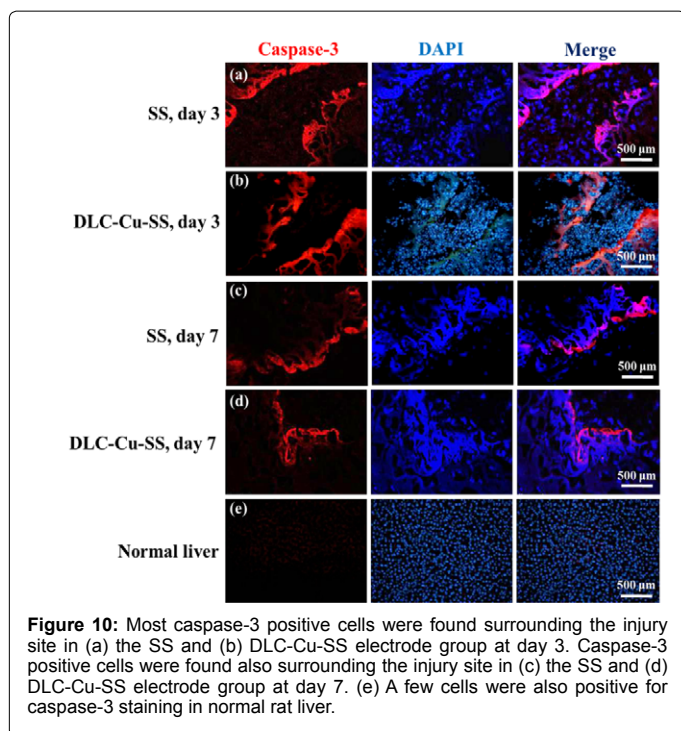 Caspase-3 DAPI Merge
(a)
SS, day 3
500 μm
(b)
DLC-Cu-SS, day 3
500 μm
(c)
SS, day 7
500 μm
(d)
DLC-Cu-SS, day 7
500 μm
(e)
Normal liver
500 μm
Figure 10: Most caspase-3 positive cells were found surrounding the injury
site in (a) the SS and (b) DLC-Cu-SS electrode group at day 3. Caspase-3
positive cells were found also surrounding the injury site in (c) the SS and (d)
DLC-Cu-SS electrode group at day 7. (e) A few cells were also positive for
caspase-3 staining in normal rat liver.